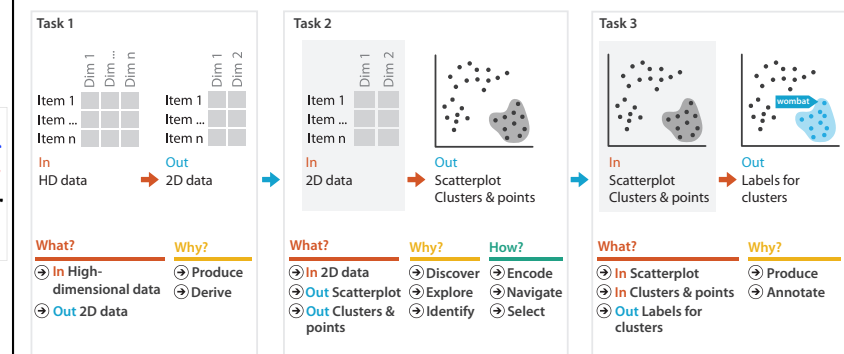 Task 1
Dim 1
Dim ...
Dim n
Item 1
Item ...
Item n
In
HD data
Dim 1
Dim 2
Item 1
Item ...
Item n
Out
2D data
What?
In High-
dimensional data
Out 2D data
Why?
Produce
Derive
Task 2
Dim 1
Dim 2
Item 1
Item ...
Item n
In
2D data
Out
Scatterplot
Clusters & points
What?
In 2D data
Out Scatterplot
Out Clusters &
points
Why?
Discover
Explore
Identify
How?
Encode
Navigate
Select
Task 3
In
Scatterplot
Clusters & points
wombat
Out
Labels for
clusters
What?
In Scatterplot
In Clusters & points
Out Labels for
clusters
Why?
Produce
Annotate